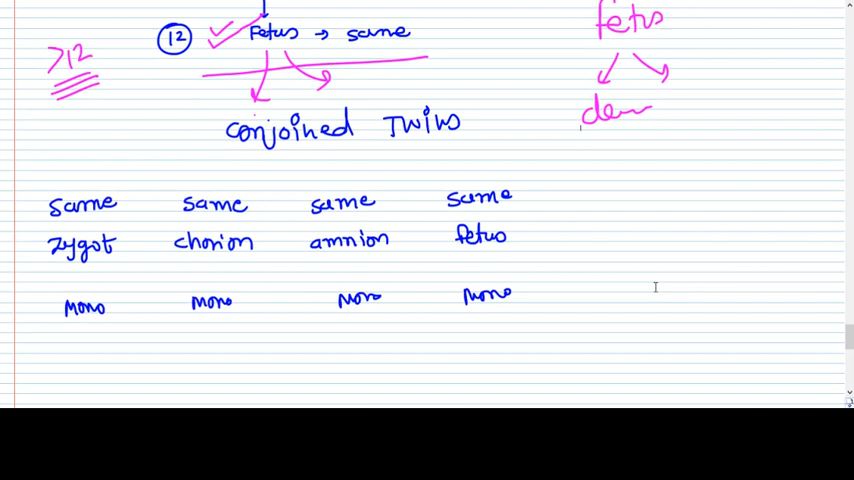 12 Fetus → same
>12
fetus
Conjoined Twins
same same same same
zygot chorion amnion fetus
Mono Mono Mono Mono